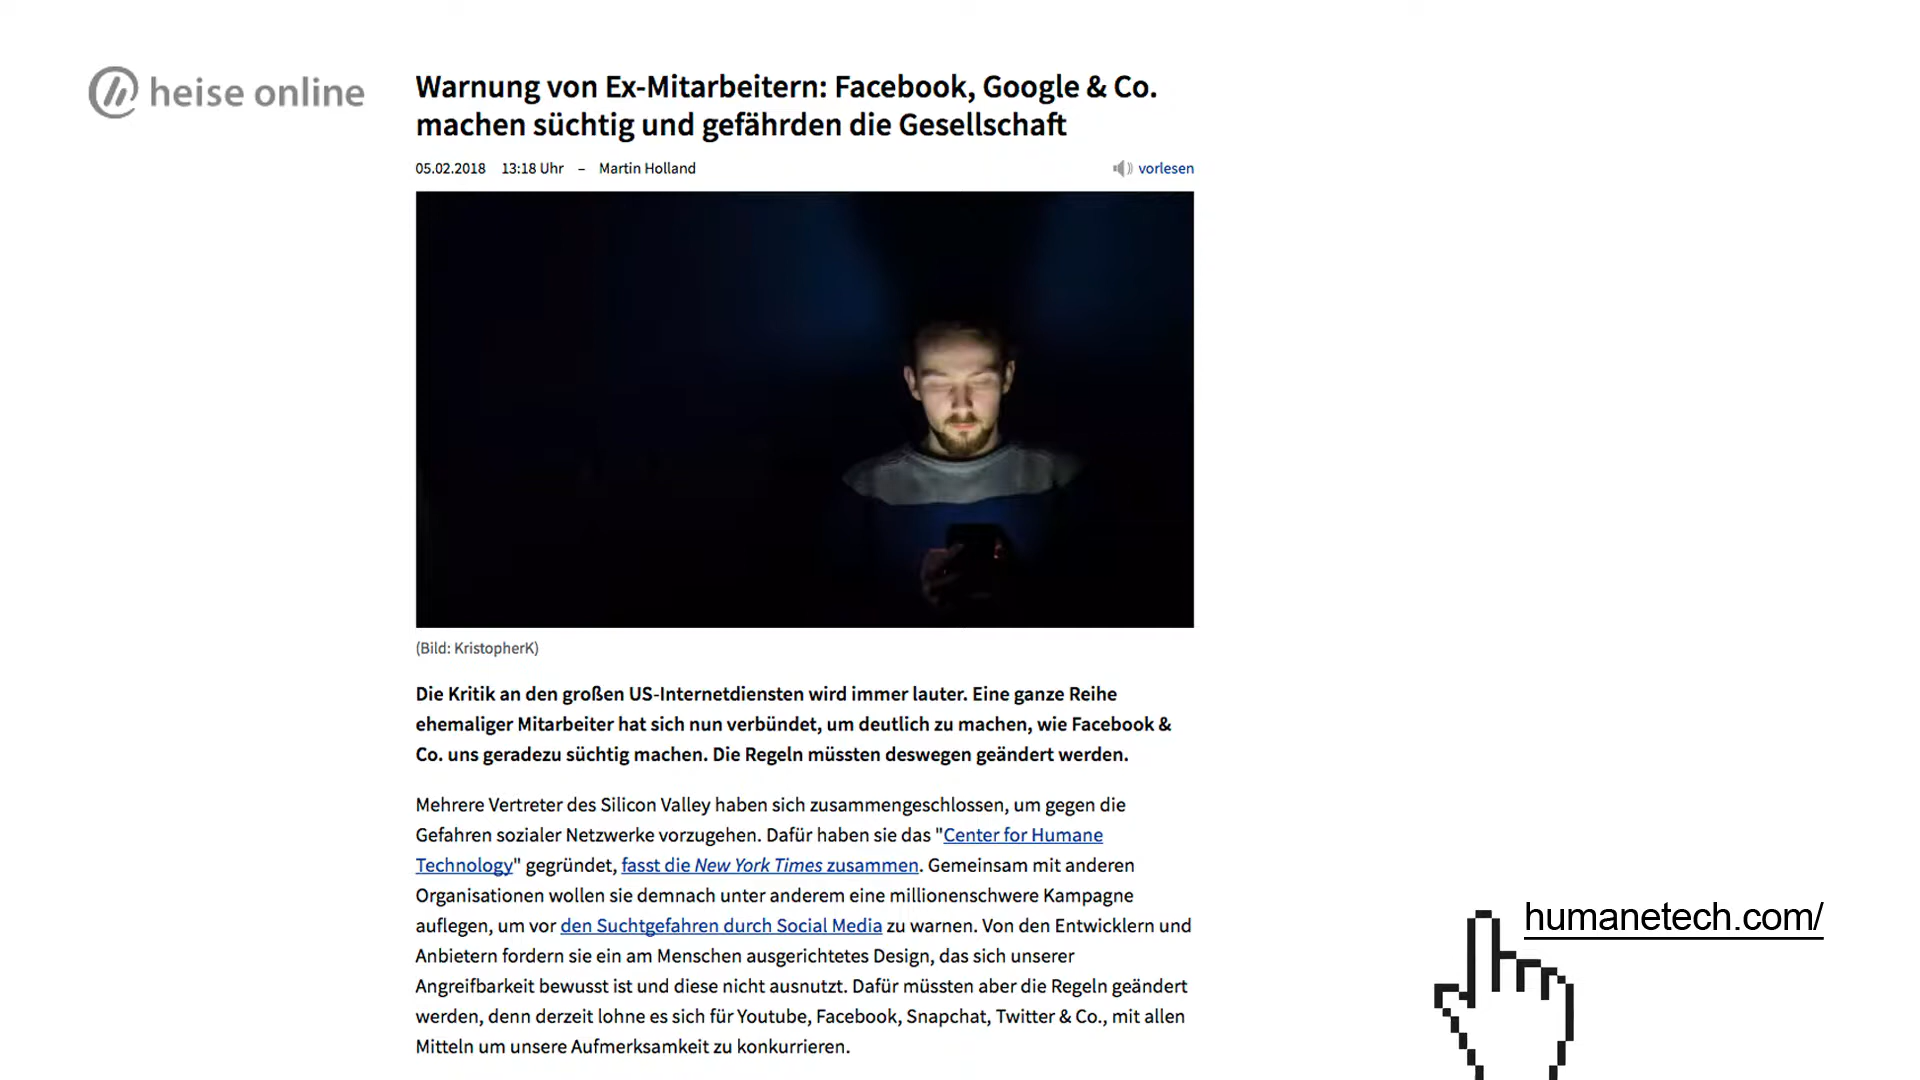 heise online
Warnung von Ex-Mitarbeitern: Facebook, Google & Co.
machen süchtig und gefährden die Gesellschaft
05.02.2018 13:18 Uhr – Martin Holland
vorlesen
(Bild: KristopherK)
Die Kritik an den großen US-Internetdiensten wird immer lauter. Eine ganze Reihe
ehemaliger Mitarbeiter hat sich nun verbündet, um deutlich zu machen, wie Facebook &
Co. uns geradezu süchtig machen. Die Regeln müssten deswegen geändert werden.
Mehrere Vertreter des Silicon Valley haben sich zusammengeschlossen, um gegen die
Gefahren sozialer Netzwerke vorzugehen. Dafür haben sie das "Center for Humane
Technology" gegründet, fasst die New York Times zusammen. Gemeinsam mit anderen
Organisationen wollen sie demnach unter anderem eine millionenschwere Kampagne
auflegen, um vor den Suchtgefahren durch Social Media zu warnen. Von den Entwicklern und
Anbietern fordern sie ein am Menschen ausgerichtetes Design, das sich unserer
Angreifbarkeit bewusst ist und diese nicht ausnutzt. Dafür müssten aber die Regeln geändert
werden, denn derzeit lohne es sich für Youtube, Facebook, Snapchat, Twitter & Co., mit allen
Mitteln um unsere Aufmerksamkeit zu konkurrieren.
humanetech.com/